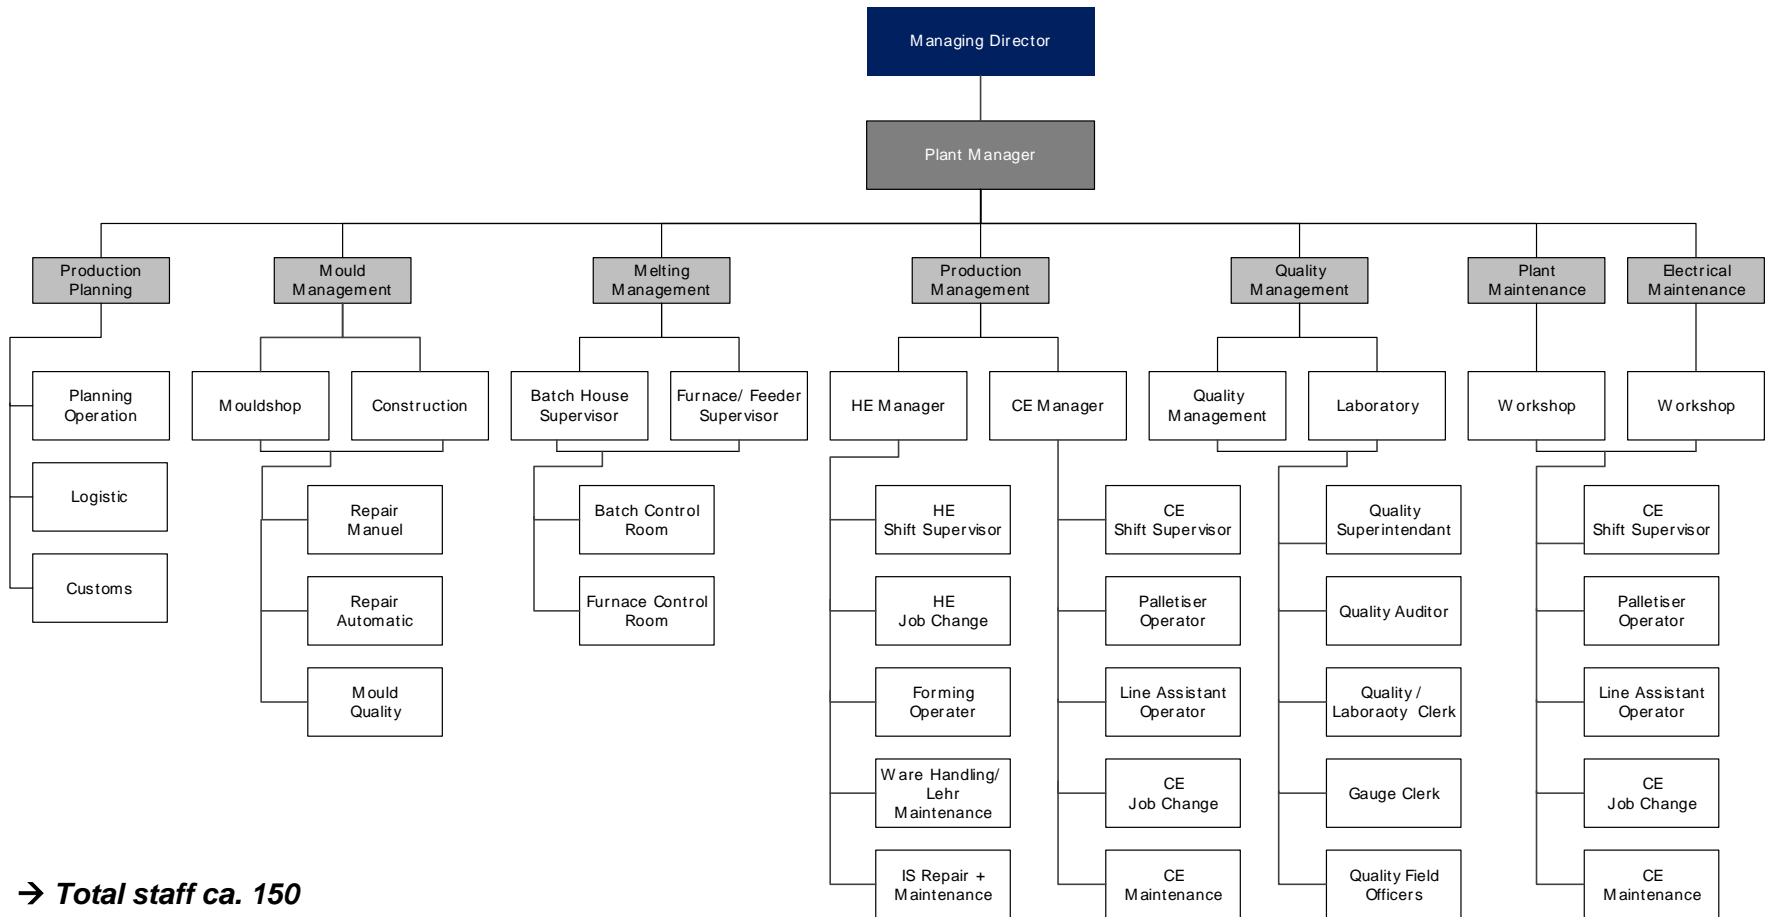 Managing Director
Plant Manager
Production
Planning
Mould
Management
Melting
Management
Production
Management
Quality
Management
Plant
Maintenance
Electrical
Maintenance
Planning
Operation
Mouldshop
Construction
Batch House
Supervisor
Furnace/ Feeder
Supervisor
HE Manager
CE Manager
Quality
Management
Laboratory
Workshop
Workshop
Logistic
Repair
Manuel
Batch Control
Room
HE
Shift Supervisor
CE
Shift Supervisor
Quality
Superintendant
CE
Shift Supervisor
Customs
Repair
Automatic
Furnace Control
Room
HE
Job Change
Palletiser
Operator
Quality Auditor
Palletiser
Operator
Mould
Quality
Forming
Operater
Line Assistant
Operator
Quality /
Laboraoty Clerk
Line Assistant
Operator
Ware Handling/
Lehr
Maintenance
CE
Job Change
Gauge Clerk
CE
Job Change
IS Repair +
Maintenance
CE
Maintenance
Quality Field
Officers
CE
Maintenance
→ Total staff ca. 150